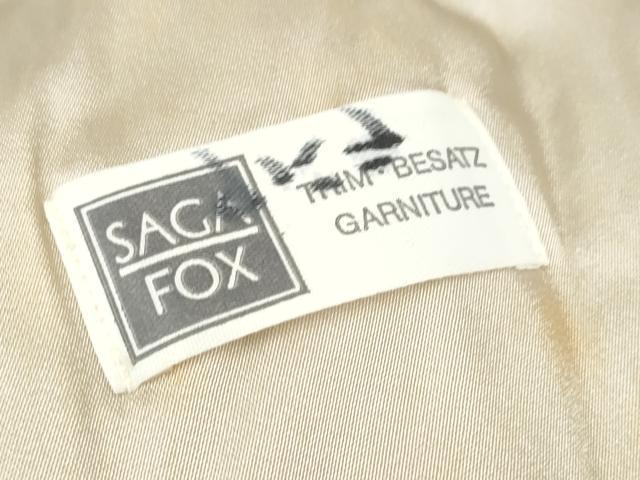 SAGA
FOX
TRIM · BESATZ
GARNITURE